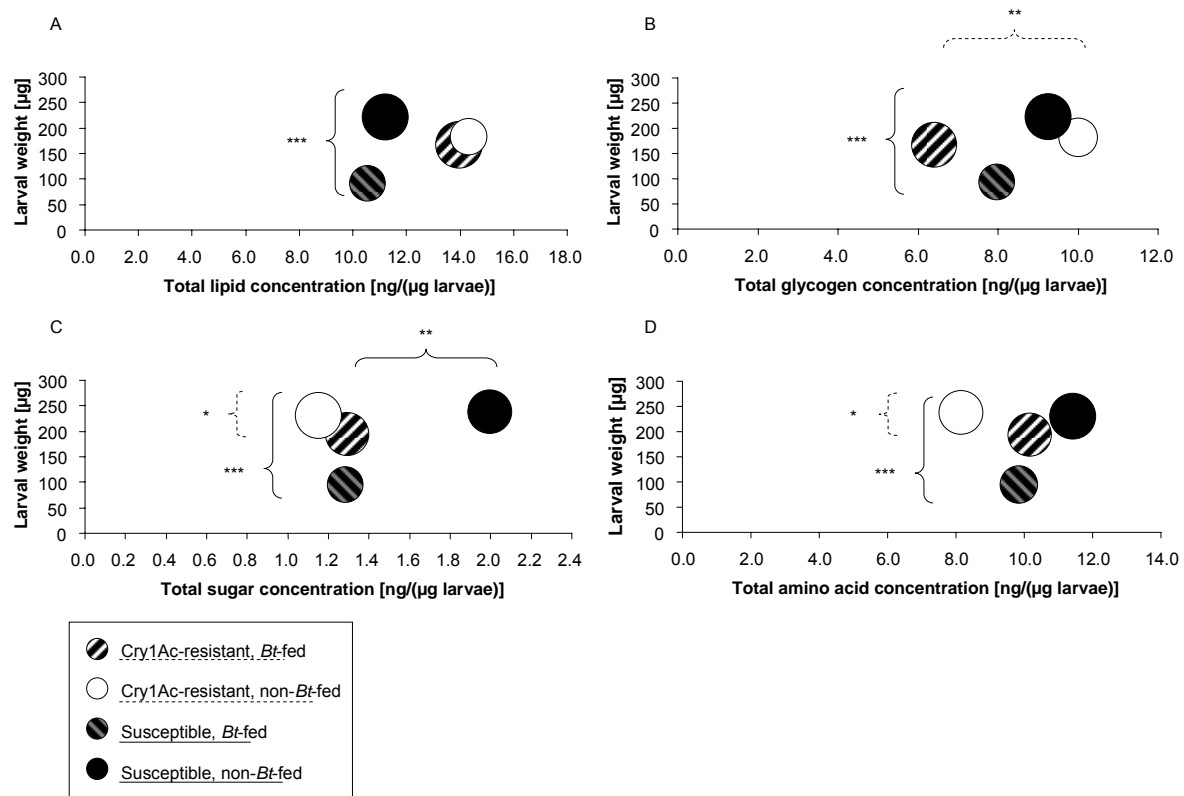 A
Larval weight [µg]
300
250
200
150
100
50
0
***
0.0 2.0 4.0 6.0 8.0 10.0 12.0 14.0 16.0 18.0
Total lipid concentration [ng/(µg larvae)]
B
**
Larval weight [µg]
300
250
200
150
100
50
0
***
0.0 2.0 4.0 6.0 8.0 10.0 12.0
Total glycogen concentration [ng/(µg larvae)]
C
**
Larval weight [µg]
300
250
200
150
100
50
0
*
***
0.0 0.2 0.4 0.6 0.8 1.0 1.2 1.4 1.6 1.8 2.0 2.2 2.4
Total sugar concentration [ng/(µg larvae)]
D
Larval weight [µg]
300
250
200
150
100
50
0
*
***
0.0 2.0 4.0 6.0 8.0 10.0 12.0 14.0
Total amino acid concentration [ng/(µg larvae)]
Cry1Ac-resistant, Bt-fed
Cry1Ac-resistant, non-Bt-fed
Susceptible, Bt-fed
Susceptible, non-Bt-fed